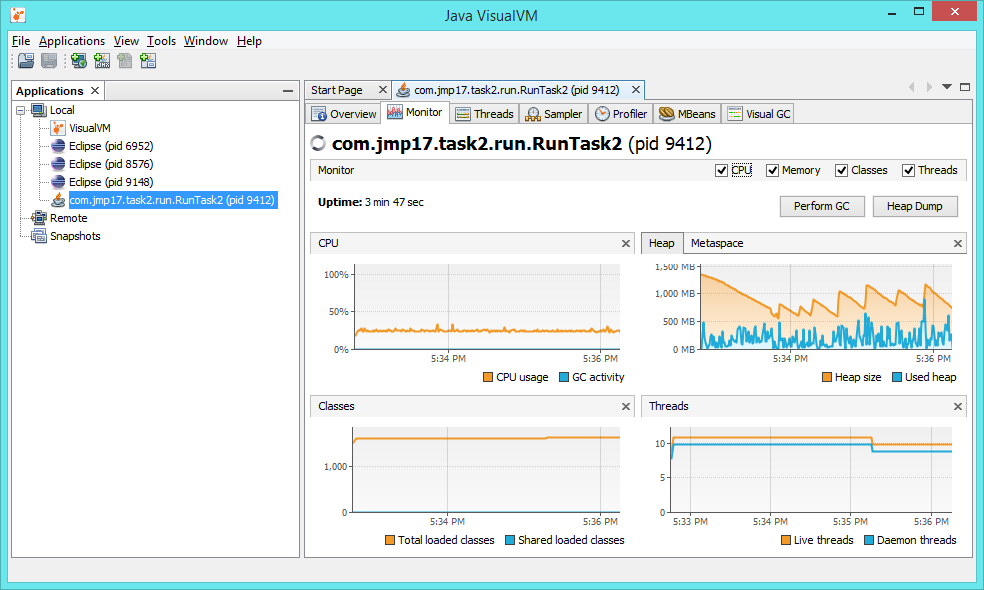 Java VisualVM
File Applications View Tools Window Help
Applications
Local
VisualVM
Eclipse (pid 6952)
Eclipse (pid 8576)
Eclipse (pid 9148)
com.jmp17.task2.run.RunTask2 (pid 9412)
Remote
Snapshots
Start Page com.jmp17.task2.run.RunTask2 (pid 9412)
Overview Monitor Threads Sampler Profiler MBeans Visual GC
com.jmp17.task2.run.RunTask2 (pid 9412)
Monitor CPU Memory Classes Threads
Uptime: 3 min 47 sec
Perform GC Heap Dump
CPU
100%
50%
0%
5:34 PM 5:36 PM
CPU usage GC activity
Heap Metaspace
1,500 MB
1,000 MB
500 MB
0 MB
5:34 PM 5:36 PM
Heap size Used heap
Classes
1,000
0
5:34 PM 5:36 PM
Total loaded classes Shared loaded classes
Threads
10
5
0
5:33 PM 5:34 PM 5:35 PM 5:36 PM
Live threads Daemon threads